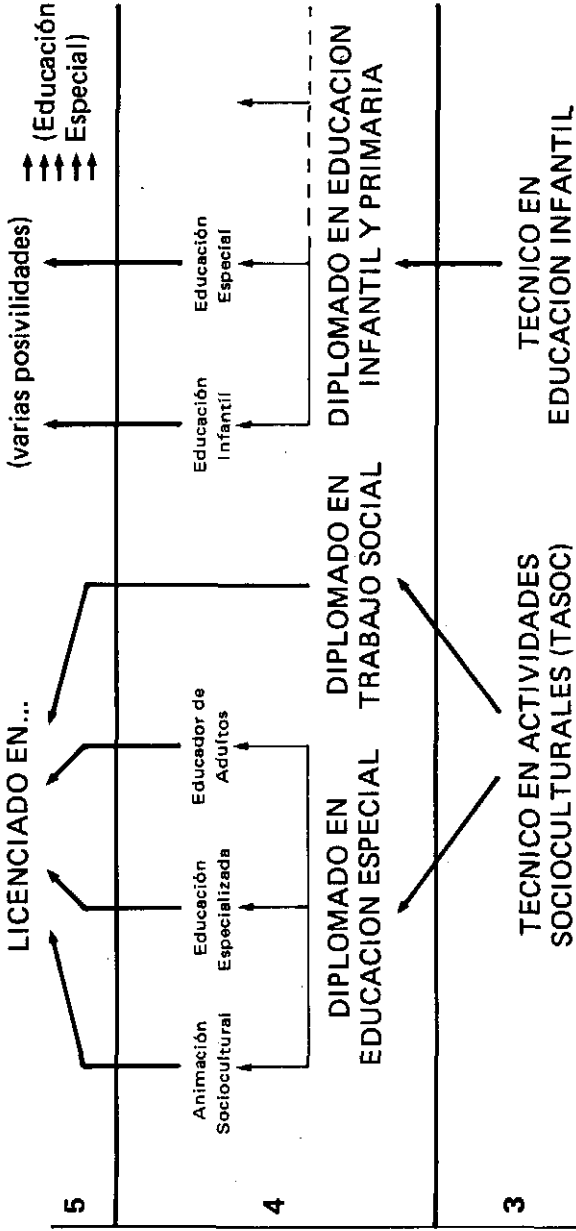 5
LICENCIADO EN...
(varias posivilidades)
(Educación
Especial)
4
Animación
Sociocultural
Educación
Especializada
Educador de
Adultos
Educación
Infantil
Educación
Especial
DIPLOMADO EN
EDUCACION ESPECIAL
DIPLOMADO EN
TRABAJO SOCIAL
DIPLOMADO EN EDUCACION
INFANTIL Y PRIMARIA
3
TECNICO EN ACTIVIDADES
SOCIOCULTURALES (TASOC)
TECNICO EN
EDUCACION INFANTIL